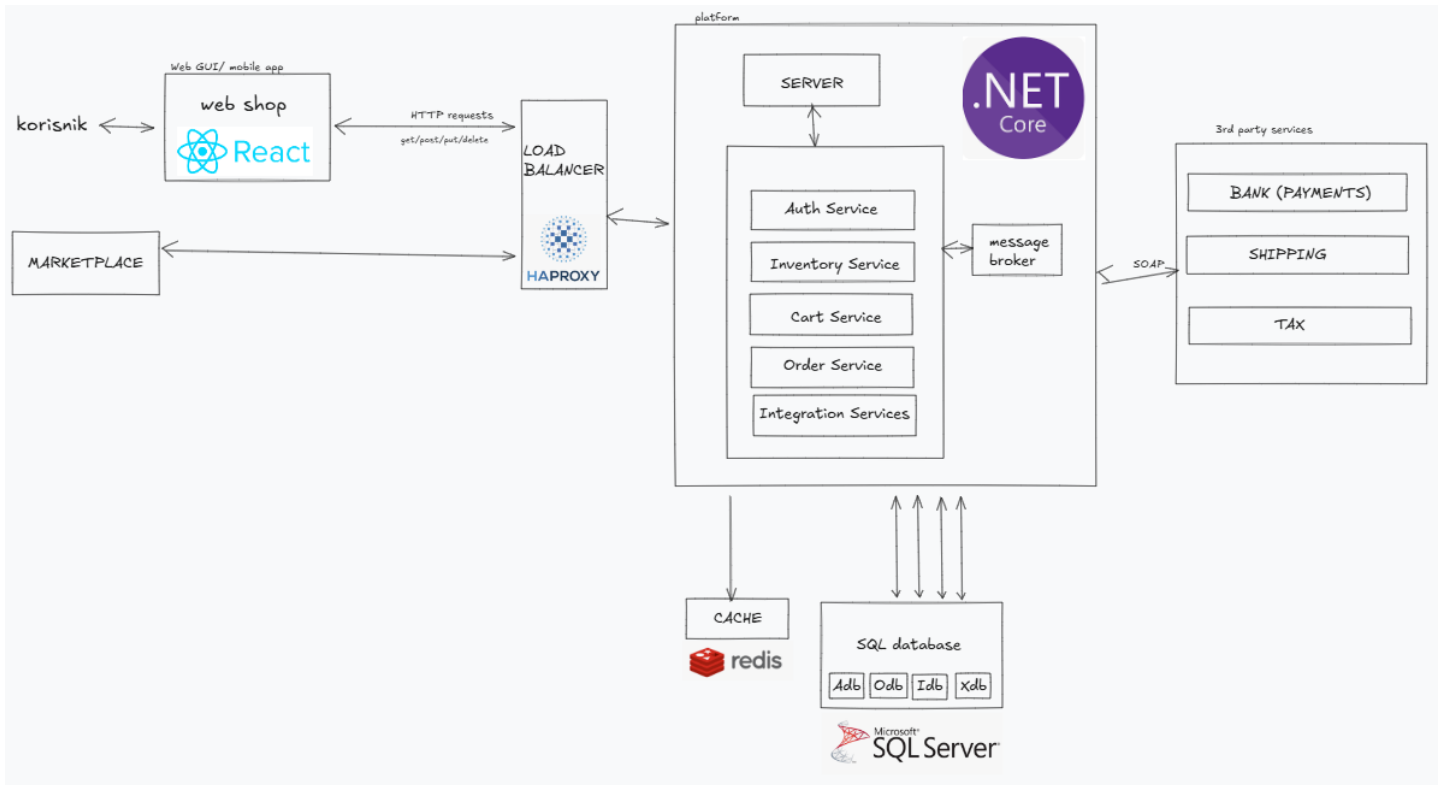 platform
Web GUI/ mobile app
web shop
React
korisnik
HTTP requests
get/post/put/delete
LOAD
BALANCER
HAPROXY
MARKETPLACE
SERVER
.NET
Core
Auth Service
Inventory Service
Cart Service
Order Service
Integration Services
message
broker
SOAP
3rd party services
BANK (PAYMENTS)
SHIPPING
TAX
CACHE
redis
SQL database
Adb
Odb
Idb
Xdb
Microsoft
SQL Server